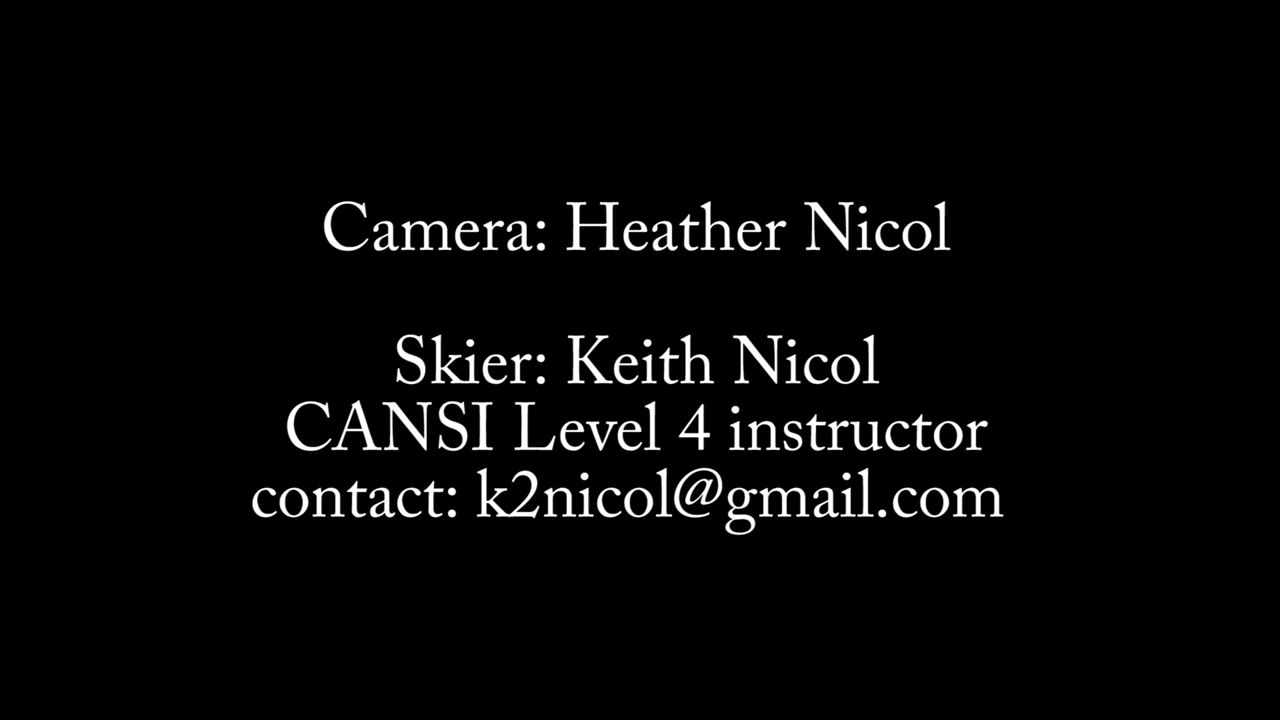 Camera: Heather Nicol
Skier: Keith Nicol
CANSI Level 4 instructor
contact: k2nicol@gmail.com